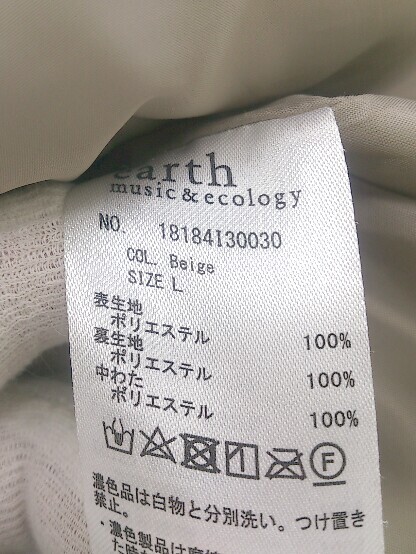 earth
music & ecology
NO. 18184I30030
COL. Beige
SIZE L
表生地
ポリエステル 100%
裏生地
ポリエステル 100%
中わた
ポリエステル 100%
F
濃色品は白物と分別洗い。つけ置き
禁止。
・濃色製品は摩擦